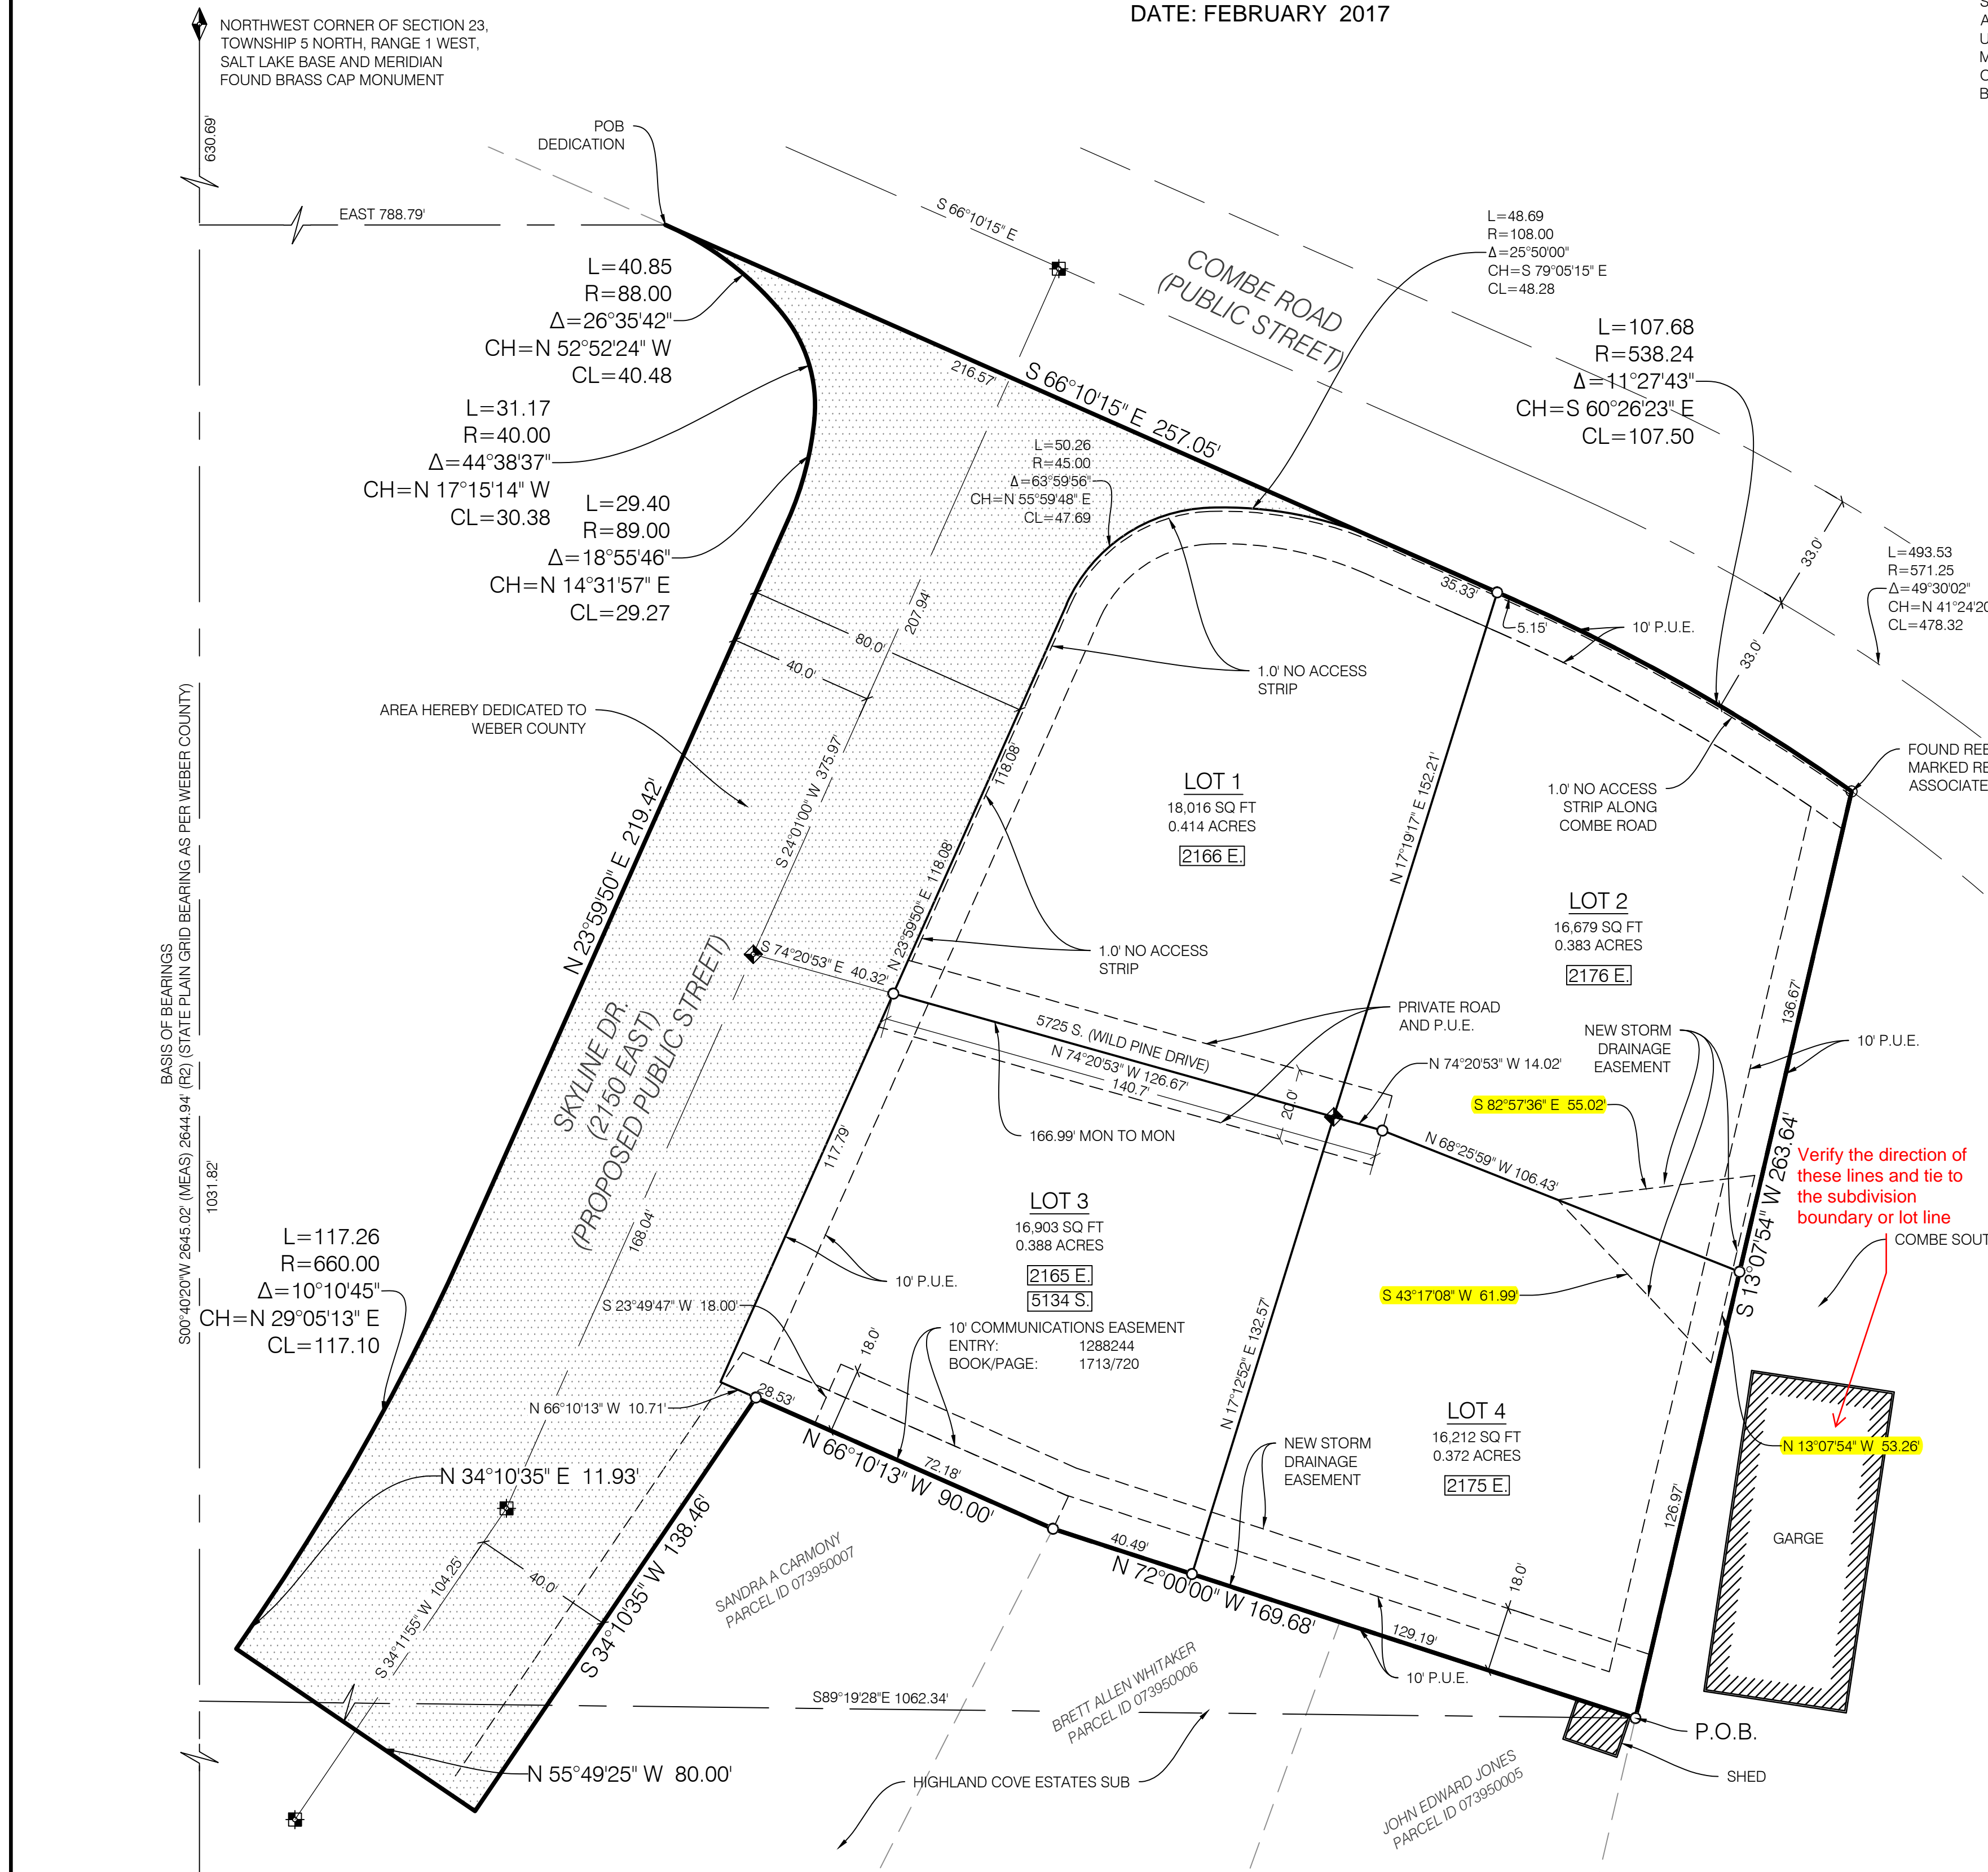 DATE: FEBRUARY 2017
NORTHWEST CORNER OF SECTION 23,
TOWNSHIP 5 NORTH, RANGE 1 WEST,
SALT LAKE BASE AND MERIDIAN
FOUND BRASS CAP MONUMENT
630.69'
POB
DEDICATION
EAST 788.79'
S 66°10'15" E
COMBE ROAD
(PUBLIC STREET)
L=48.69
R=108.00
Δ=25°50'00"
CH=S 79°05'15" E
CL=48.28
L=40.85
R=88.00
Δ=26°35'42"
CH=N 52°52'24" W
CL=40.48
L=107.68
R=538.24
Δ=11°27'43"
CH=S 60°26'23" E
CL=107.50
216.57'
S 66°10'15" E 257.05'
L=31.17
R=40.00
Δ=44°38'37"
CH=N 17°15'14" W
CL=30.38
L=50.26
R=45.00
Δ=63°59'56"
CH=N 55°59'48" E
CL=47.69
L=29.40
R=89.00
Δ=18°55'46"
CH=N 14°31'57" E
CL=29.27
33.0'
33.0'
L=493.53
R=571.25
Δ=49°30'02"
CH=N 41°24'20
CL=478.32
35.33'
5.15'
10' P.U.E.
207.94'
80.0'
40.0'
1.0' NO ACCESS
STRIP
AREA HEREBY DEDICATED TO
WEBER COUNTY
118.08'
S 24°01'00" W 375.97'
N 23°59'50" E 219.42'
N 23°59'50" E 118.08'
LOT 1
18,016 SQ FT
0.414 ACRES
2166 E.
N 17°19'17" E 152.21'
1.0' NO ACCESS
STRIP ALONG
COMBE ROAD
FOUND REE
MARKED RE
ASSOCIATE
LOT 2
16,679 SQ FT
0.383 ACRES
2176 E.
1.0' NO ACCESS
STRIP
S 74°20'53" E 40.32'
BASIS OF BEARINGS
S00°40'20"W 2645.02' (MEAS) 2644.94' (R2) (STATE PLAIN GRID BEARING AS PER WEBER COUNTY)
1031.82'
SKYLINE DR.
(2150 EAST)
(PROPOSED PUBLIC STREET)
PRIVATE ROAD
AND P.U.E.
5725 S. (WILD PINE DRIVE)
N 74°20'53" W 126.67'
140.7'
20.0'
N 74°20'53" W 14.02'
166.99' MON TO MON
NEW STORM
DRAINAGE
EASEMENT
136.67'
10' P.U.E.
S 82°57'36" E 55.02'
N 68°25'59" W 106.43'
S 13°07'54" W 263.64'
Verify the direction of
these lines and tie to
the subdivision
boundary or lot line
COMBE SOUT
117.79'
168.04'
LOT 3
16,903 SQ FT
0.388 ACRES
2165 E.
5134 S.
10' P.U.E.
L=117.26
R=660.00
Δ=10°10'45"
CH=N 29°05'13" E
CL=117.10
S 23°49'47" W 18.00'
18.0'
10' COMMUNICATIONS EASEMENT
ENTRY: 1288244
BOOK/PAGE: 1713/720
S 43°17'08" W 61.99'
N 17°12'52" E 132.57'
N 66°10'13" W 10.71'
28.53'
N 66°10'13" W 90.00'
72.18'
LOT 4
16,212 SQ FT
0.372 ACRES
2175 E.
NEW STORM
DRAINAGE
EASEMENT
N 13°07'54" W 53.26'
126.97'
GARGE
N 34°10'35" E 11.93'
S 34°11'55" W 104.25'
40.0'
S 34°10'35" W 138.46'
SANDRA A CARMONY
PARCEL ID 073950007
40.49'
N 72°00'00" W 169.68'
129.19'
18.0'
10' P.U.E.
S89°19'28"E 1062.34'
BRETT ALLEN WHITAKER
PARCEL ID 073950006
P.O.B.
SHED
N 55°49'25" W 80.00'
HIGHLAND COVE ESTATES SUB
JOHN EDWARD JONES
PARCEL ID 073950005